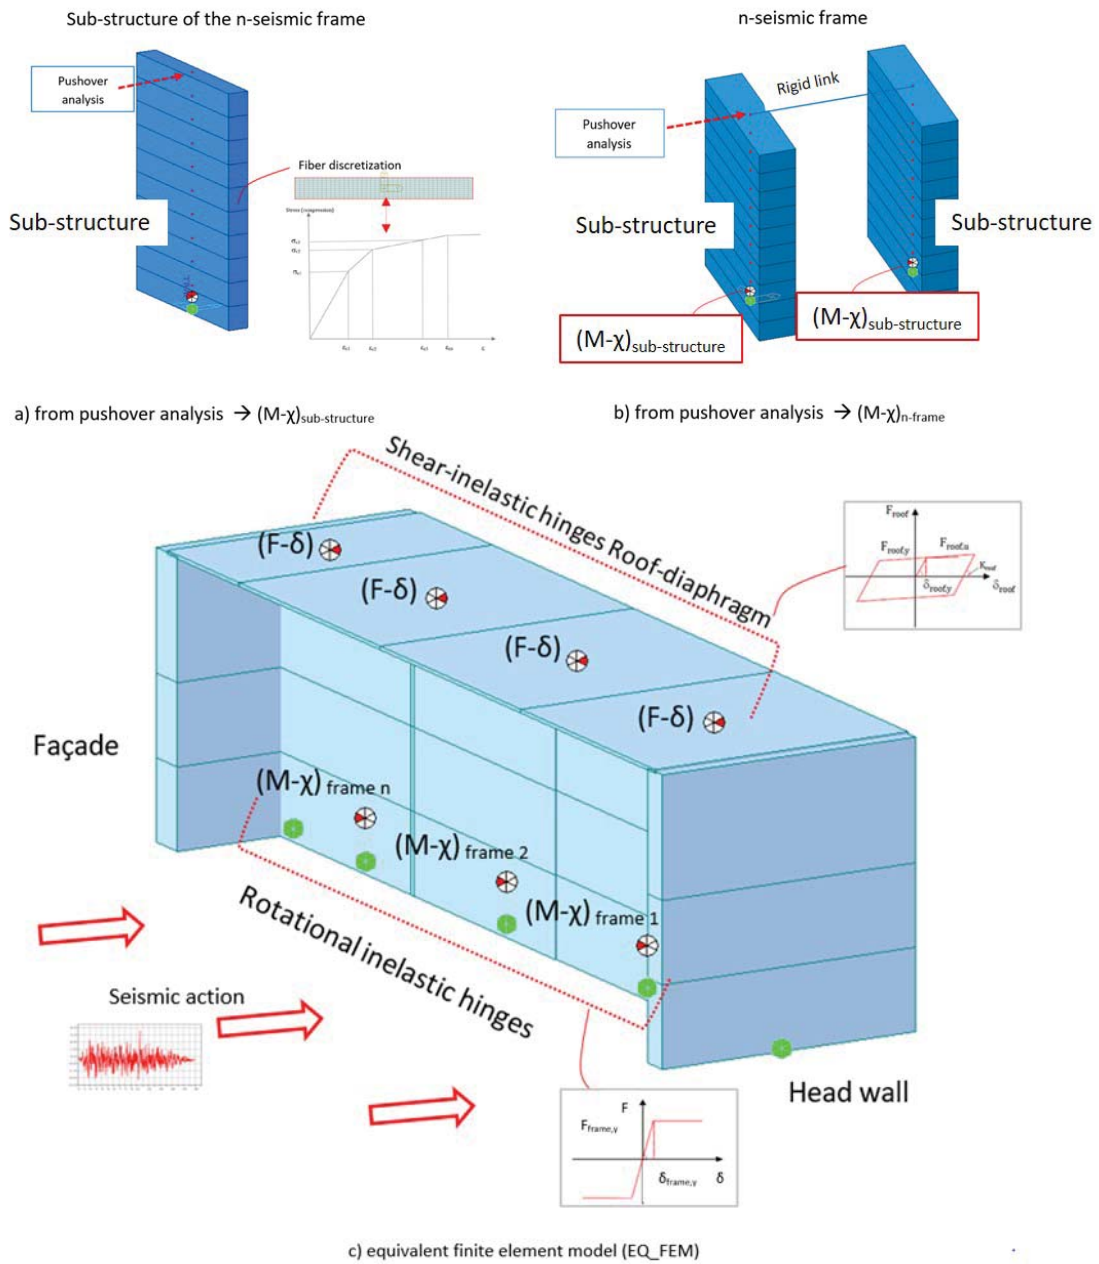 Sub-structure of the n-seismic frame
Pushover
analysis
Fiber discretization
Sub-structure
n-seismic frame
Rigid link
Pushover
analysis
Sub-structure
Sub-structure
(M-χ)sub-structure
(M-χ)sub-structure
a) from pushover analysis → (M-χ)sub-structure
b) from pushover analysis → (M-χ)n-frame
Shear-inelastic hinges Roof-diaphragm
(F-δ)
(F-δ)
(F-δ)
(F-δ)
Froof
Froof,y
Froof,u
Kroof
δroof,y
δroof
Façade
(M-χ) frame n
(M-χ) frame 2
(M-χ) frame 1
Rotational inelastic hinges
Seismic action
Head wall
F
Fframe,y
δframe,y
δ
c) equivalent finite element model (EQ_FEM)